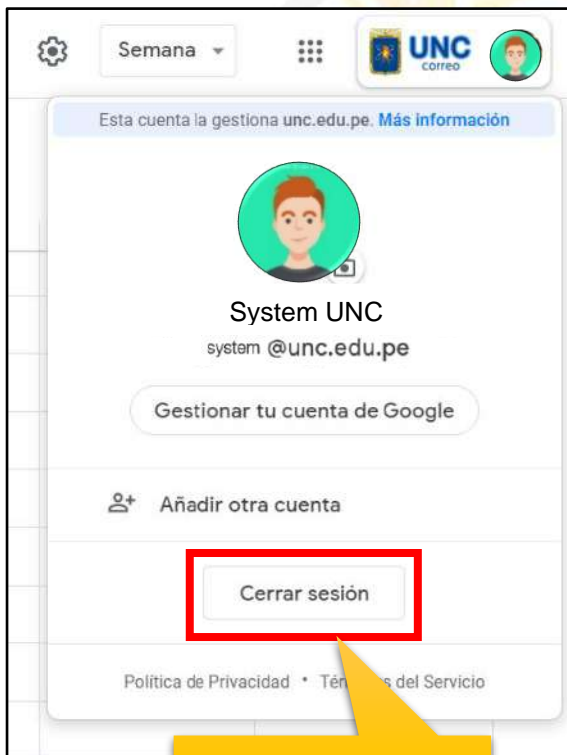 Semana
UNC
correo
Esta cuenta la gestiona unc.edu.pe. Más información
System UNC
system @unc.edu.pe
Gestionar tu cuenta de Google
Añadir otra cuenta
Cerrar sesión
Política de Privacidad • del Servicio